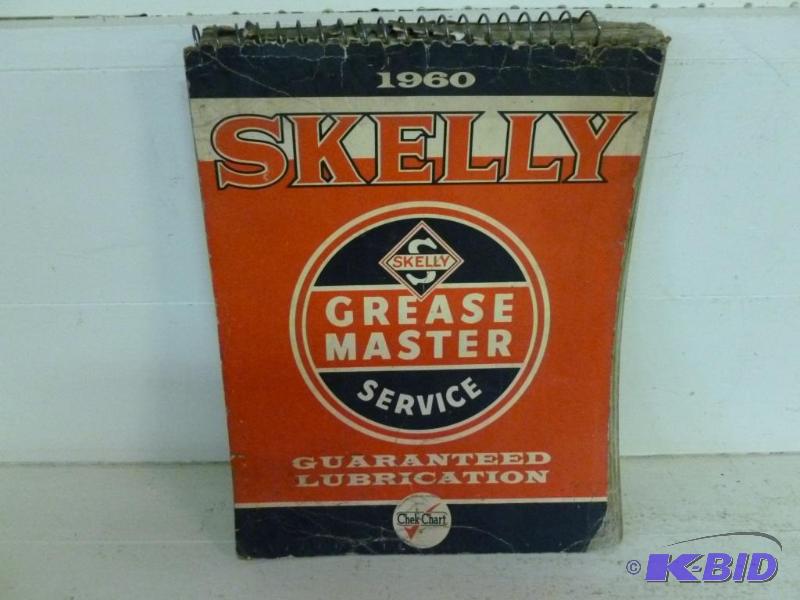 1960
SKELLY
S
SKELLY
GREASE
MASTER
SERVICE
GUARANTEED
LUBRICATION
Chek-Chart
© K-BID